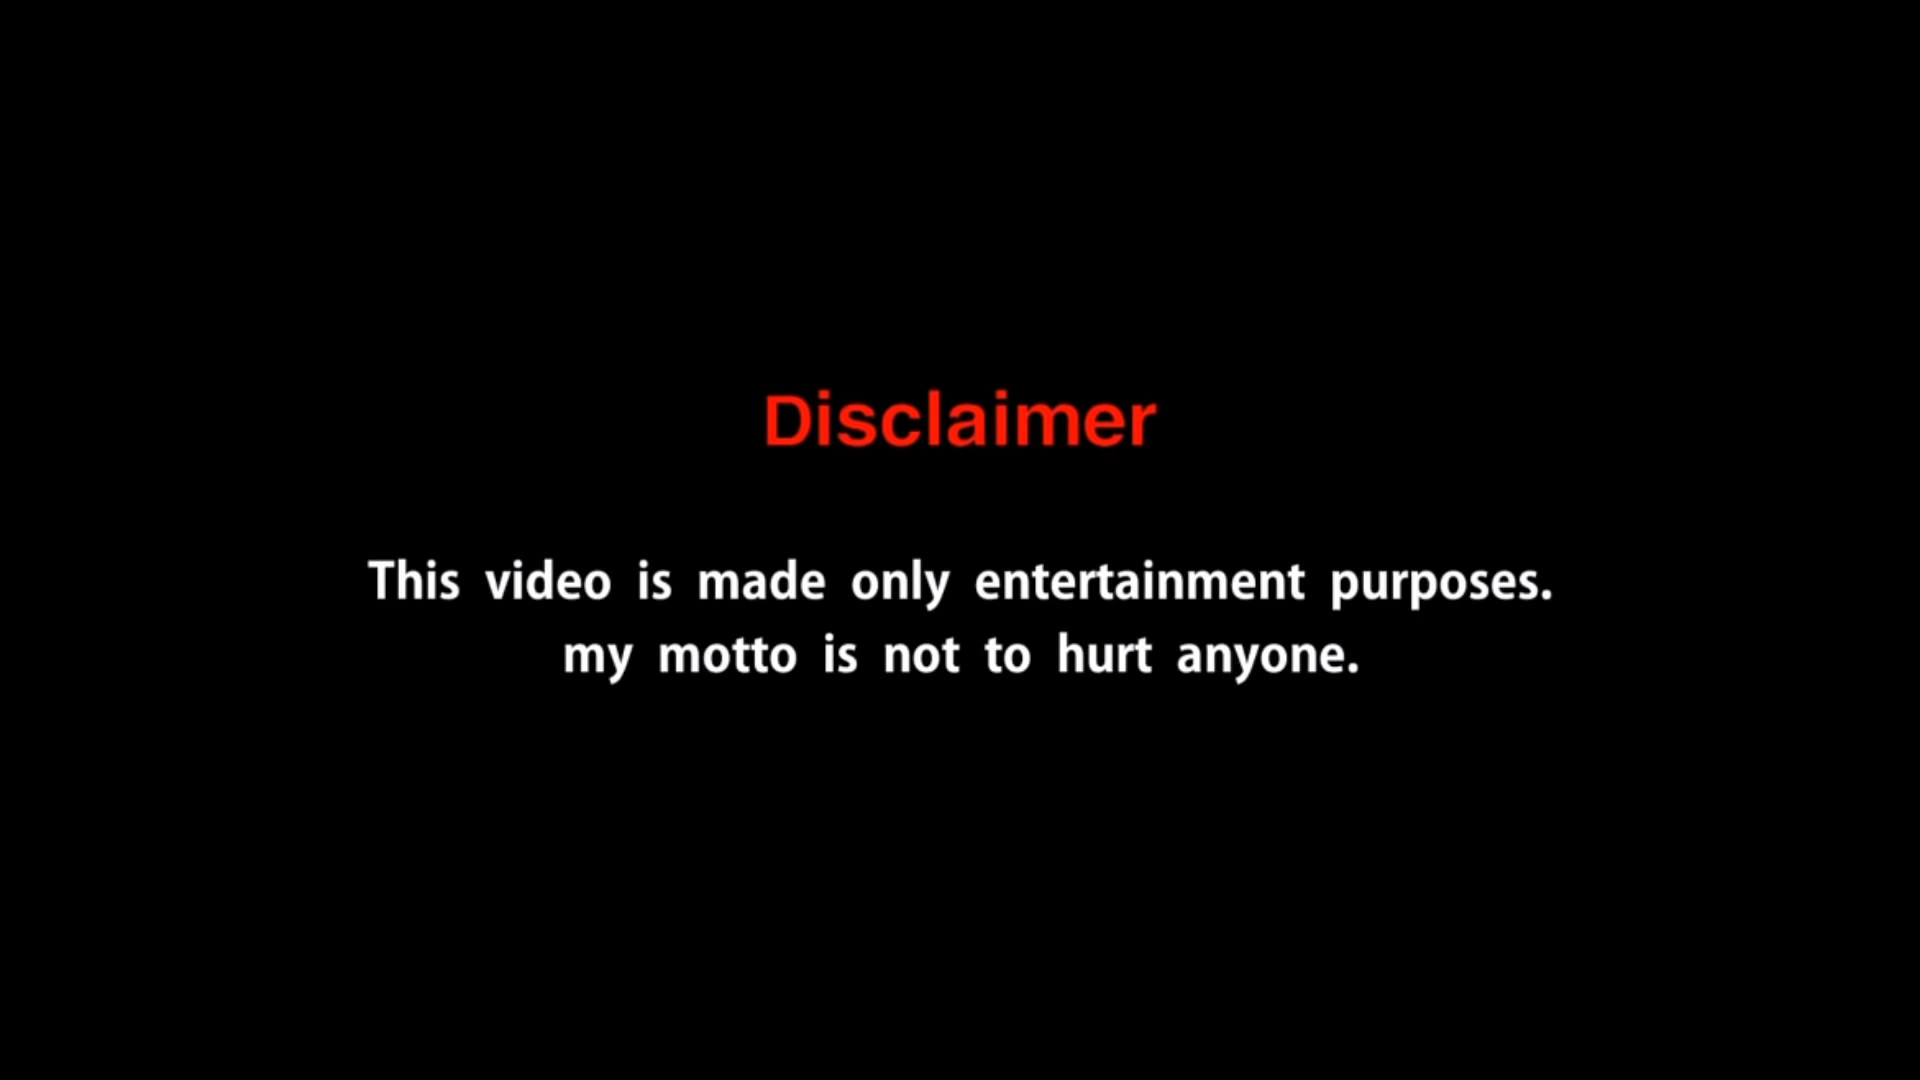 Disclaimer
This video is made only entertainment purposes.
my motto is not to hurt anyone.